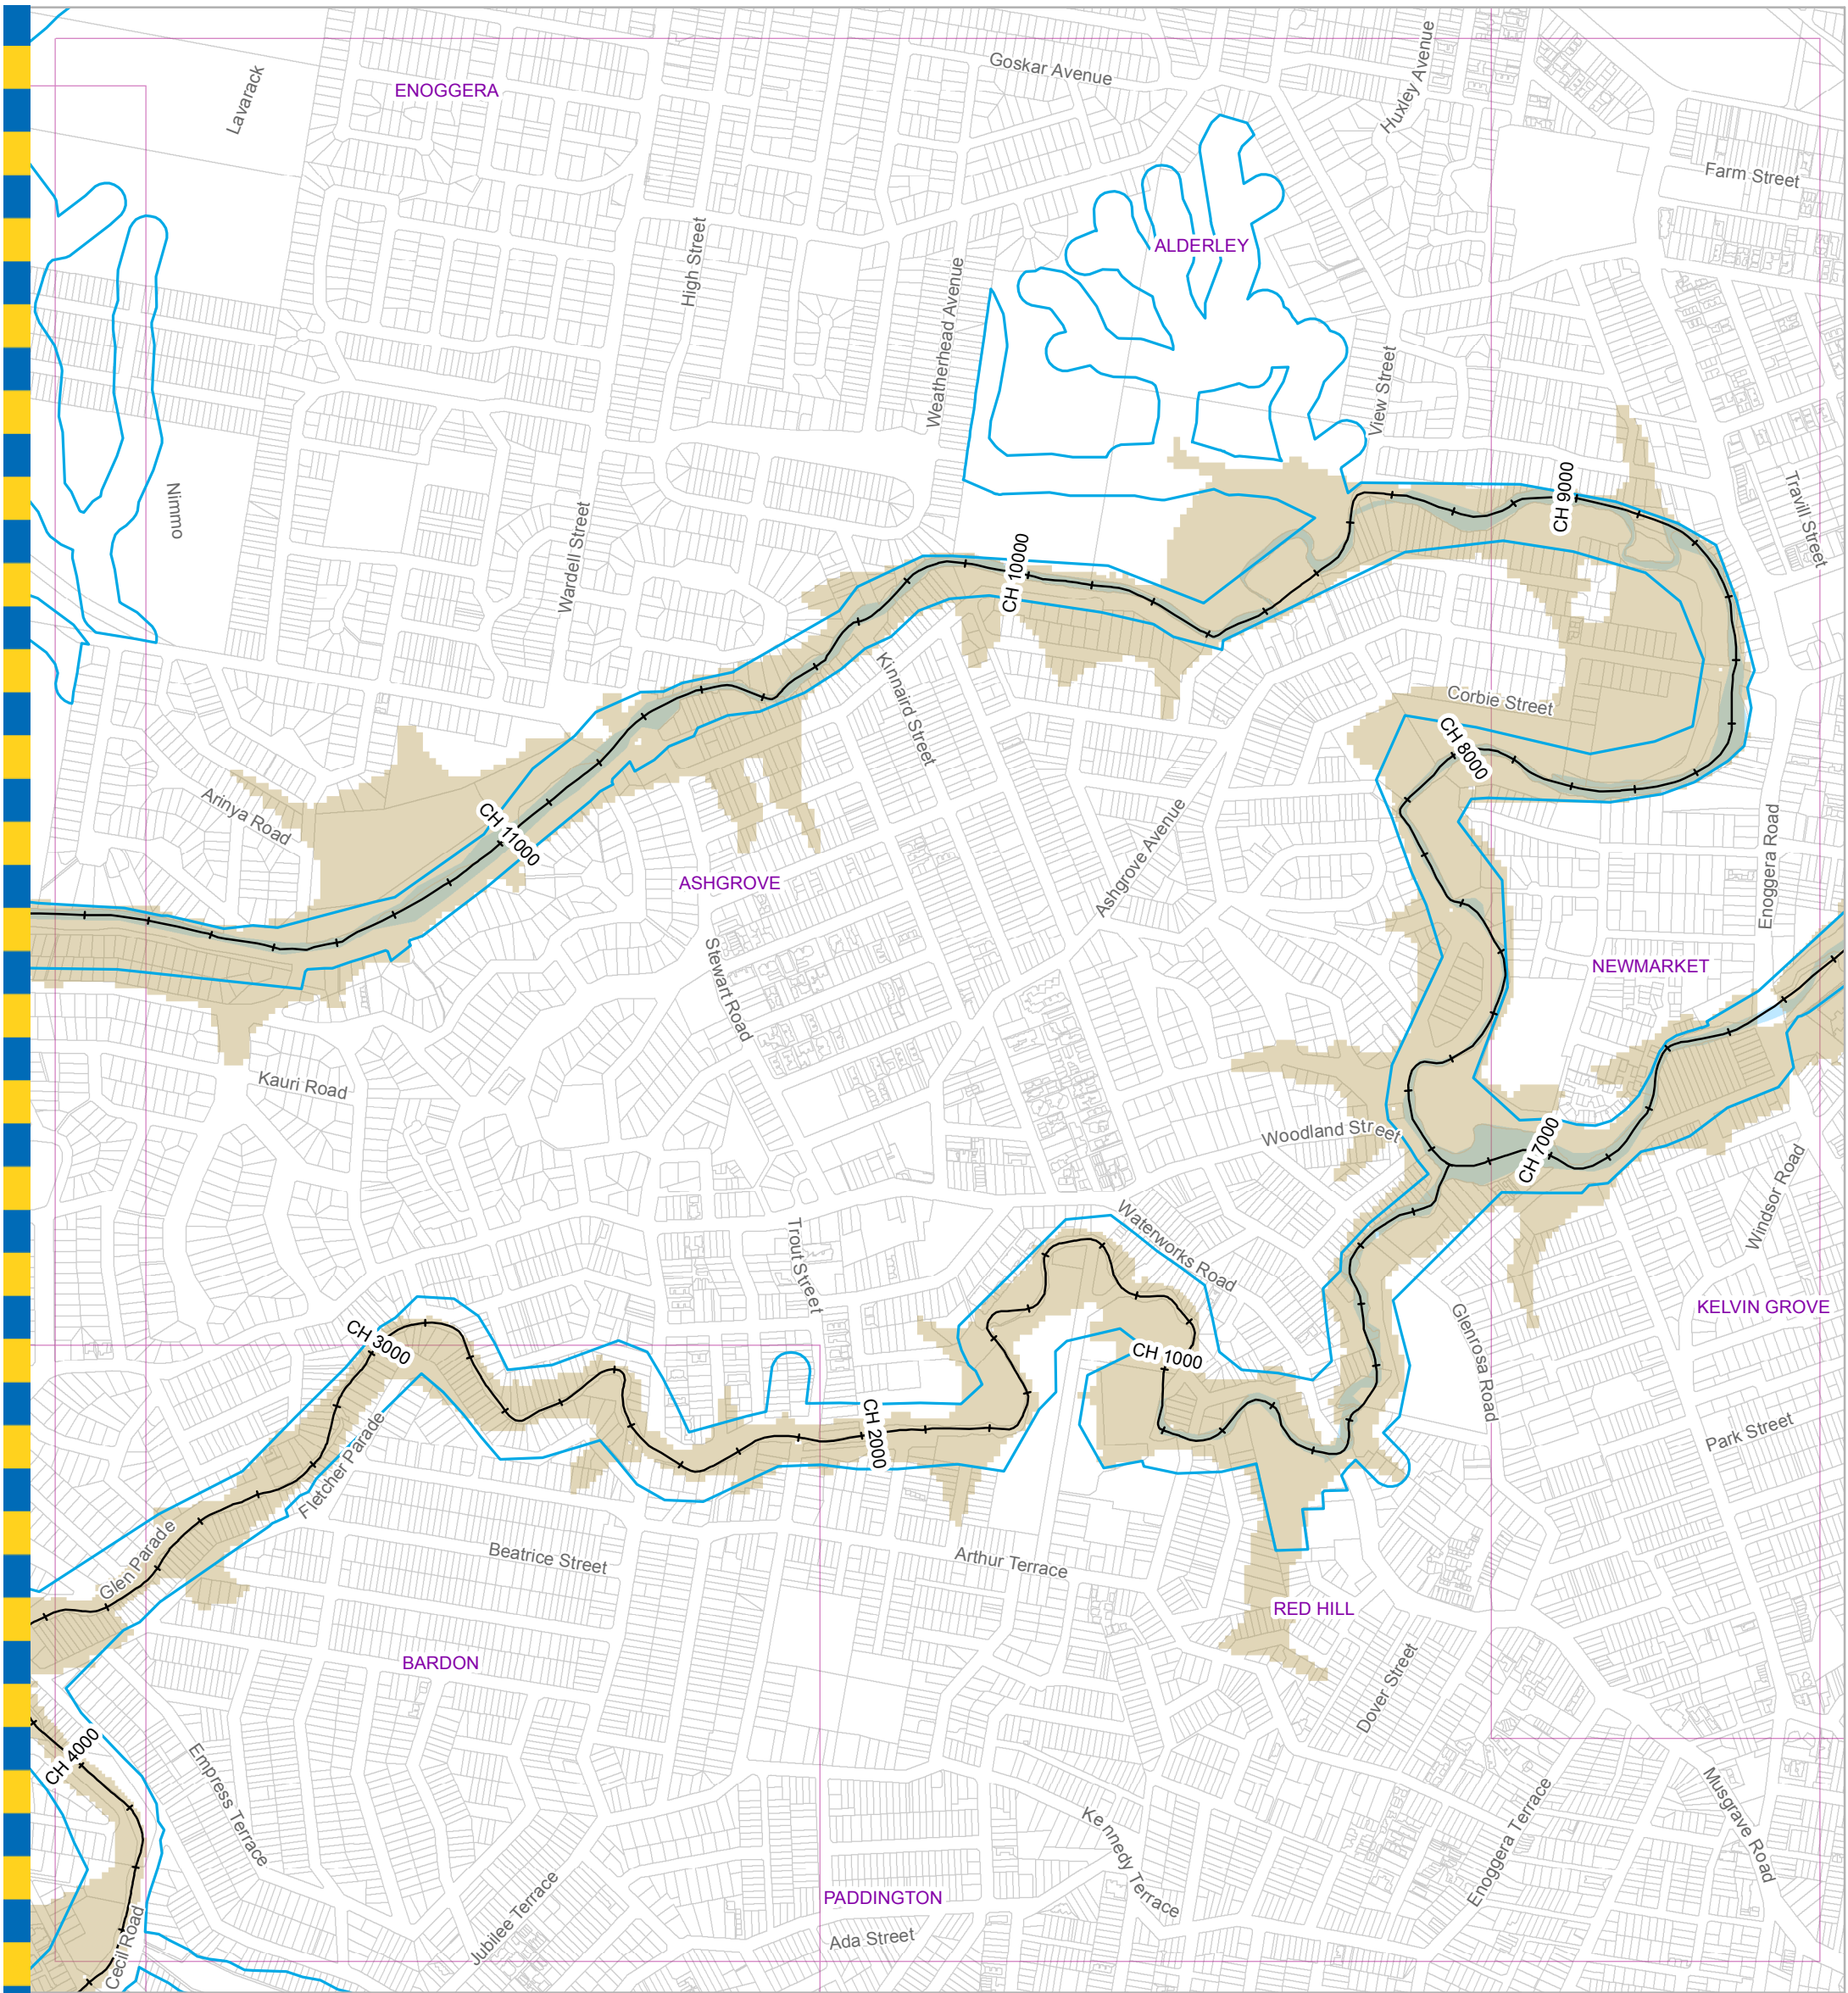 Goskar Avenue
Huxley Avenue
Lavarack
ENOGGERA
Farm Street
High Street
ALDERLEY
Weatherhead Avenue
View Street
Nimmo
Wardell Street
CH 9000
Travill Street
CH 10000
Kinnaird Street
Corbie Street
CH 8000
Arinya Road
CH 11000
Ashgrove Avenue
Enoggera Road
ASHGROVE
Stewart Road
NEWMARKET
Kauri Road
Woodland Street
CH 7000
Windsor Road
Waterworks Road
Trout Street
KELVIN GROVE
CH 3000
CH 1000
Glenrosa Road
CH 2000
Park Street
Fletcher Parade
Glen Parade
Beatrice Street
Arthur Terrace
RED HILL
BARDON
Dover Street
CH 4000
Empress Terrace
Musgrave Road
Kennedy Terrace
Enoggera Terrace
PADDINGTON
Jubilee Terrace
Ada Street
Cecil Road